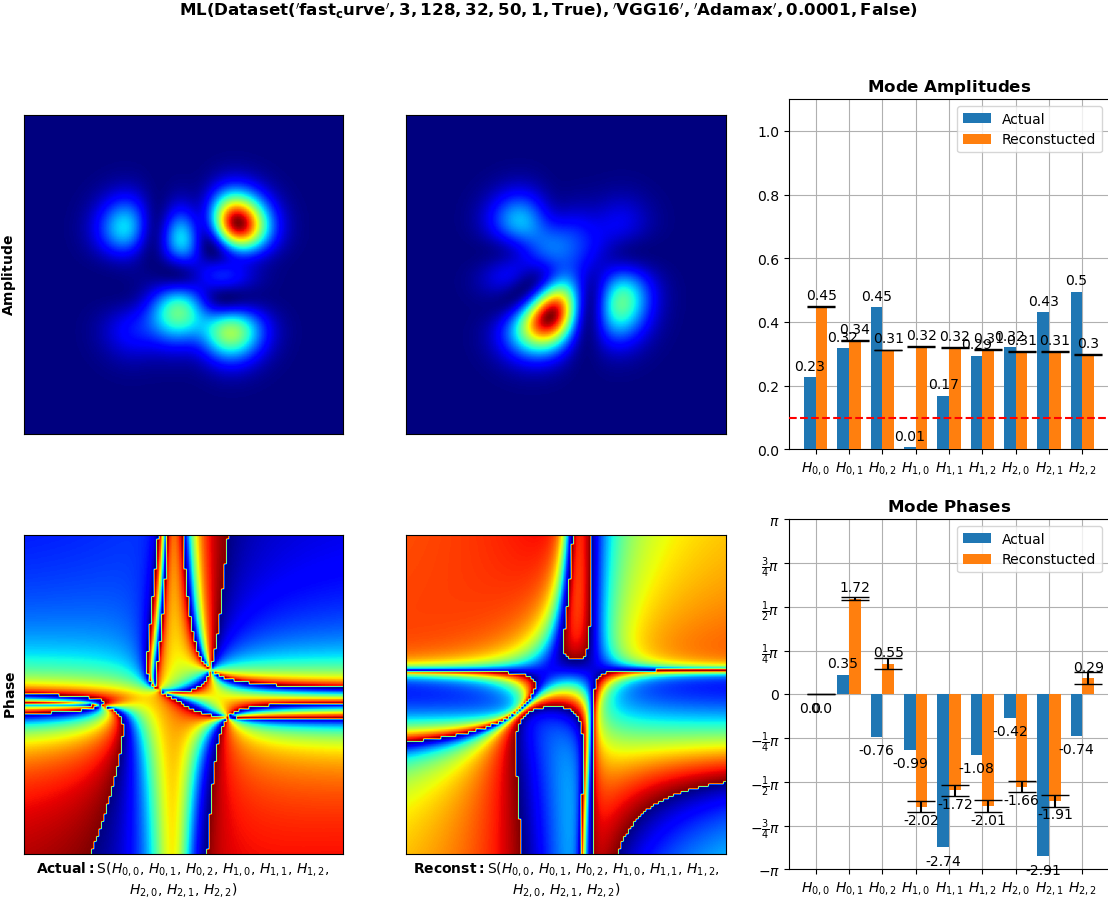 ML(Dataset('fast_curve', 3, 128, 32, 50, 1, True), 'VGG16', 'Adamax', 0.0001, False)
Amplitude
Mode Amplitudes
Actual
Reconstucted
1.0
0.8
0.6
0.4
0.2
0.0
0.23
0.45
0.32
0.34
0.45
0.31
0.01
0.32
0.17
0.32
0.29
0.31
0.32
0.31
0.43
0.31
0.5
0.3
H0,0 H0,1 H0,2 H1,0 H1,1 H1,2 H2,0 H2,1 H2,2
Phase
Mode Phases
Actual
Reconstucted
π
3/4π
1/2π
1/4π
0
−1/4π
−1/2π
−3/4π
−π
0.0
0.0
0.35
1.72
-0.76
0.55
-0.99
-2.02
-2.74
-1.72
-1.08
-2.01
-0.42
-1.66
-2.91
-1.91
-0.74
0.29
H0,0 H0,1 H0,2 H1,0 H1,1 H1,2 H2,0 H2,1 H2,2
Actual: S(H0,0, H0,1, H0,2, H1,0, H1,1, H1,2,
H2,0, H2,1, H2,2)
Reconst: S(H0,0, H0,1, H0,2, H1,0, H1,1, H1,2,
H2,0, H2,1, H2,2)